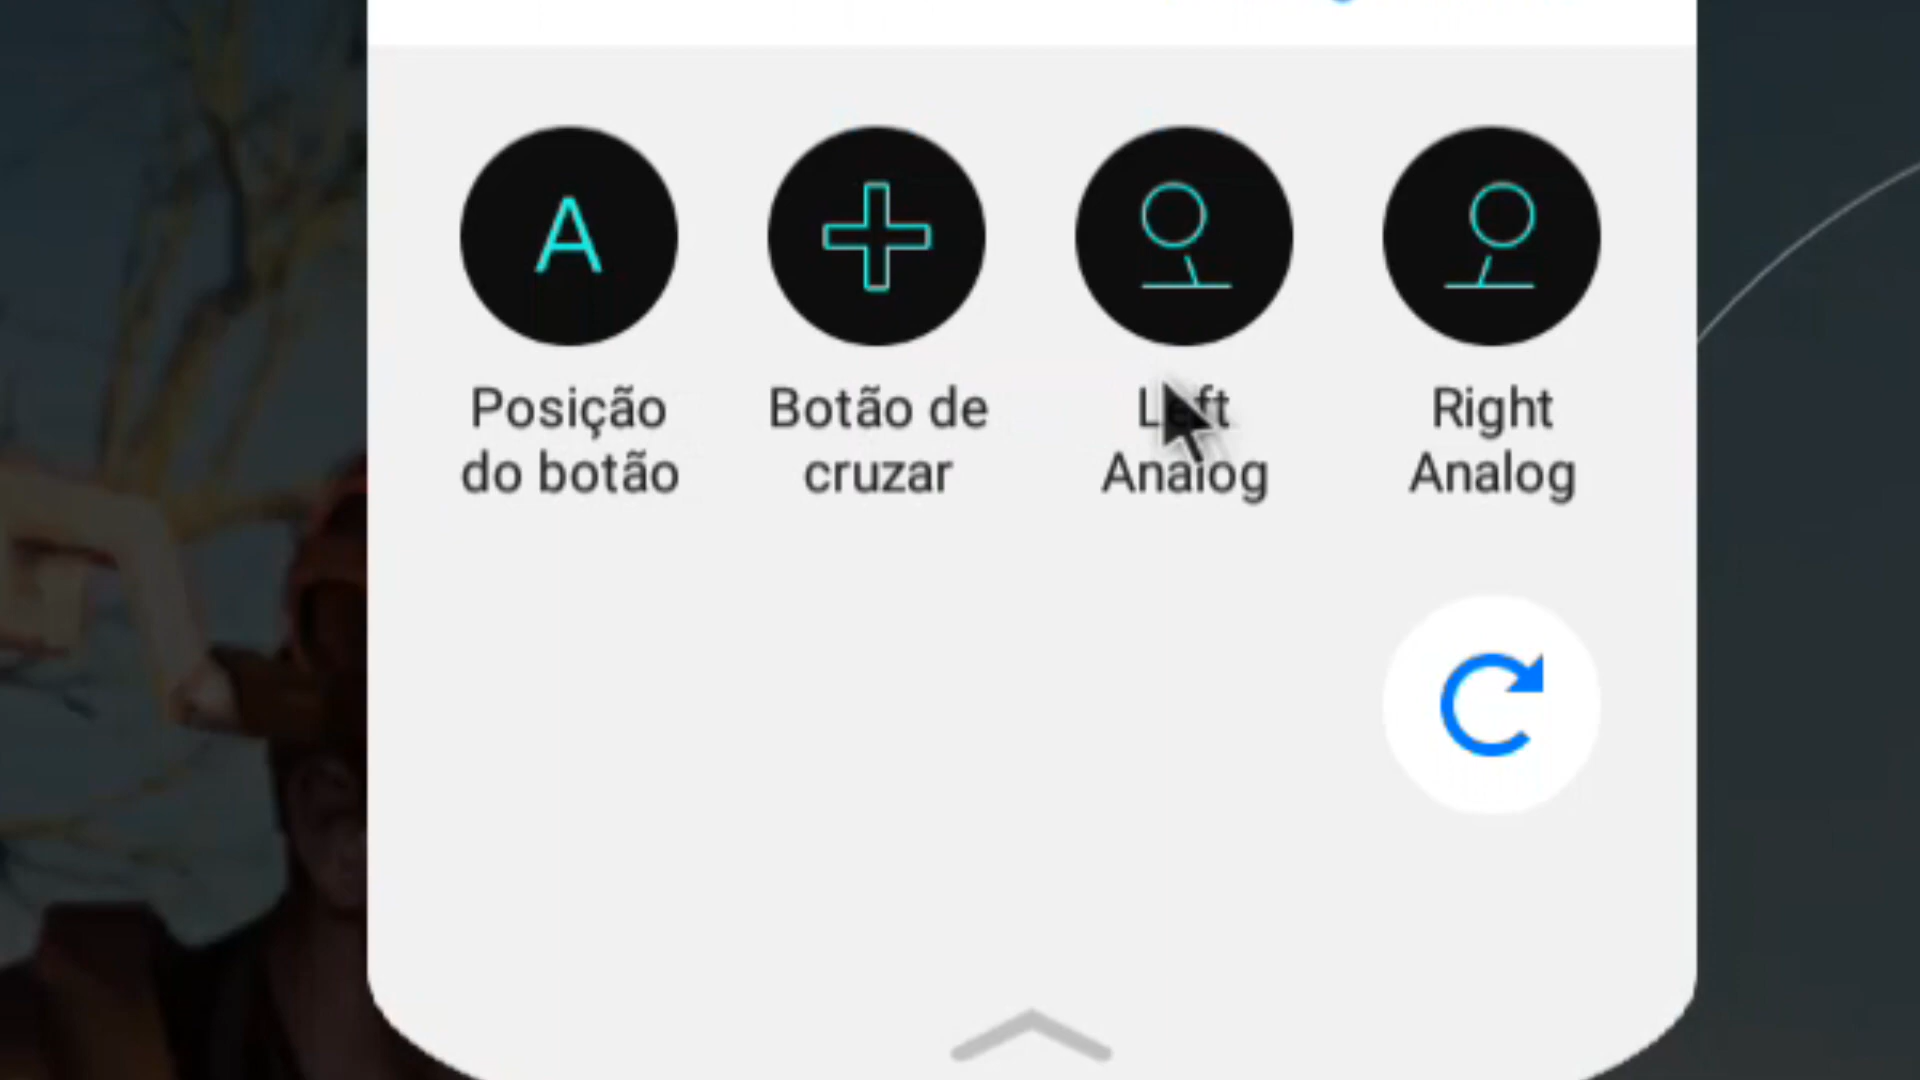 A
Posição
do botão
Botão de
cruzar
Left
Analog
Right
Analog